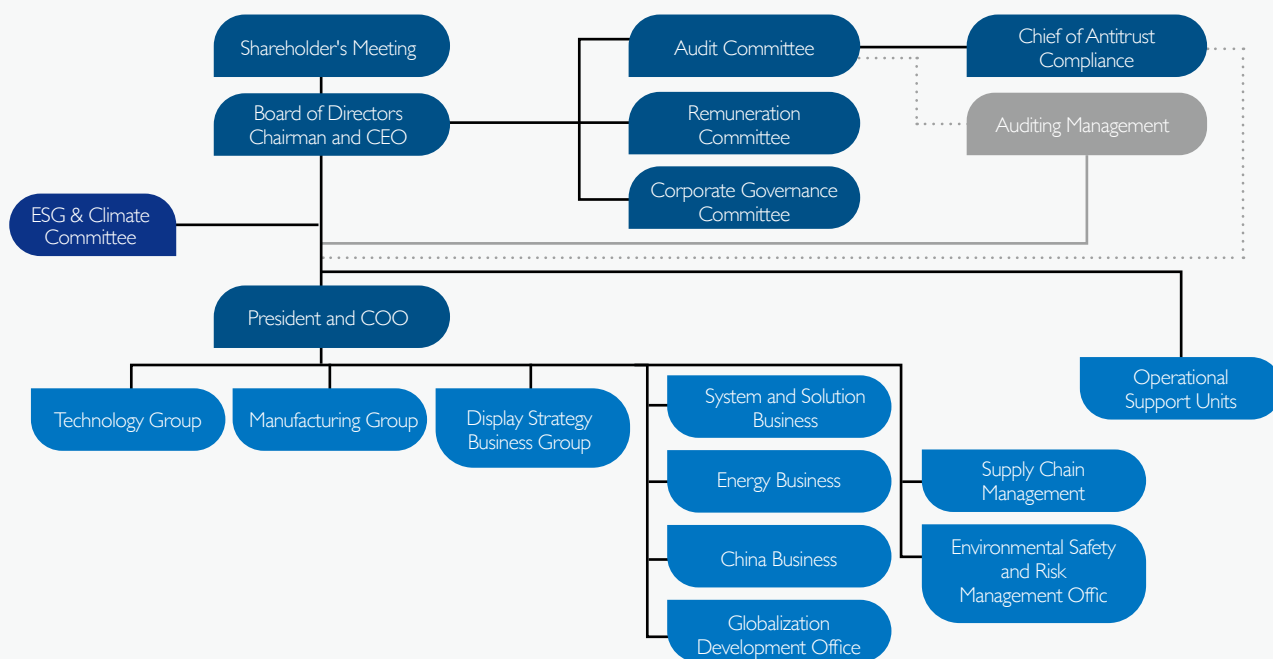 Shareholder's Meeting
Audit Committee
Chief of Antitrust
Compliance
Board of Directors
Chairman and CEO
Remuneration
Committee
Auditing Management
Corporate Governance
Committee
ESG & Climate
Committee
President and COO
Technology Group
Manufacturing Group
Display Strategy
Business Group
System and Solution
Business
Operational
Support Units
Energy Business
Supply Chain
Management
China Business
Environmental Safety
and Risk
Management Offic
Globalization
Development Office